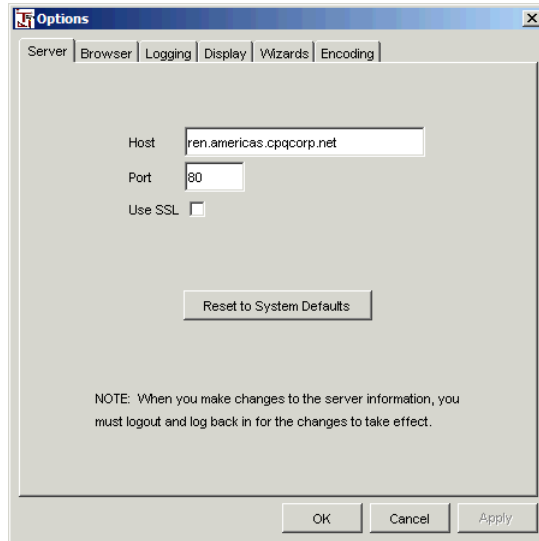 Options
Server Browser Logging Display Wizards Encoding
Host ren.americas.cpqcorp.net
Port 80
Use SSL
Reset to System Defaults
NOTE: When you make changes to the server information, you
must logout and log back in for the changes to take effect.
OK Cancel Apply